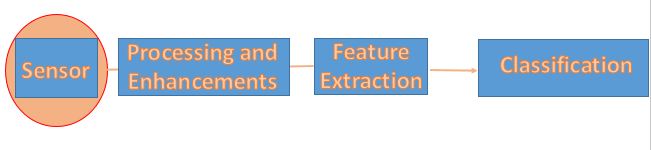 Sensor
Processing and
Enhancements
Feature
Extraction
Classification